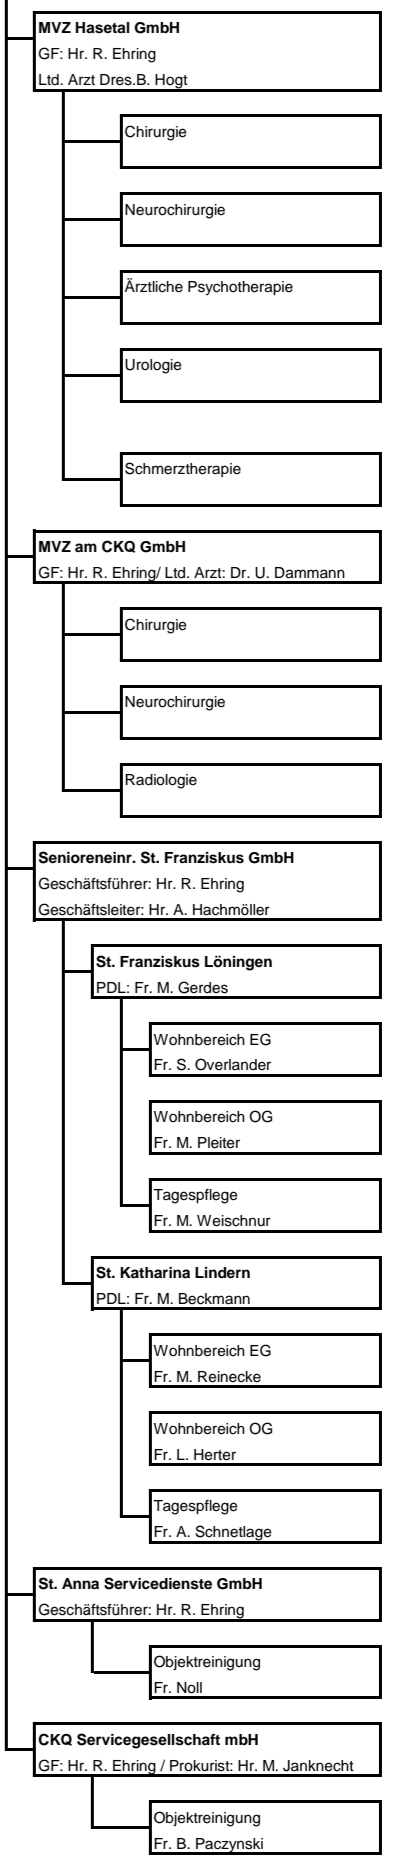 MVZ Hasetal GmbH
GF: Hr. R. Ehring
Ltd. Arzt Dres.B. Hogt
Chirurgie
Neurochirurgie
Ärztliche Psychotherapie
Urologie
Schmerztherapie
MVZ am CKQ GmbH
GF: Hr. R. Ehring/ Ltd. Arzt: Dr. U. Dammann
Chirurgie
Neurochirurgie
Radiologie
Senioreneinr. St. Franziskus GmbH
Geschäftsführer: Hr. R. Ehring
Geschäftsleiter: Hr. A. Hachmöller
St. Franziskus Löningen
PDL: Fr. M. Gerdes
Wohnbereich EG
Fr. S. Overlander
Wohnbereich OG
Fr. M. Pleiter
Tagespflege
Fr. M. Weischnur
St. Katharina Lindern
PDL: Fr. M. Beckmann
Wohnbereich EG
Fr. M. Reinecke
Wohnbereich OG
Fr. L. Herter
Tagespflege
Fr. A. Schnetlage
St. Anna Servicedienste GmbH
Geschäftsführer: Hr. R. Ehring
Objektreinigung
Fr. Noll
CKQ Servicegesellschaft mbH
GF: Hr. R. Ehring / Prokurist: Hr. M. Janknecht
Objektreinigung
Fr. B. Paczynski